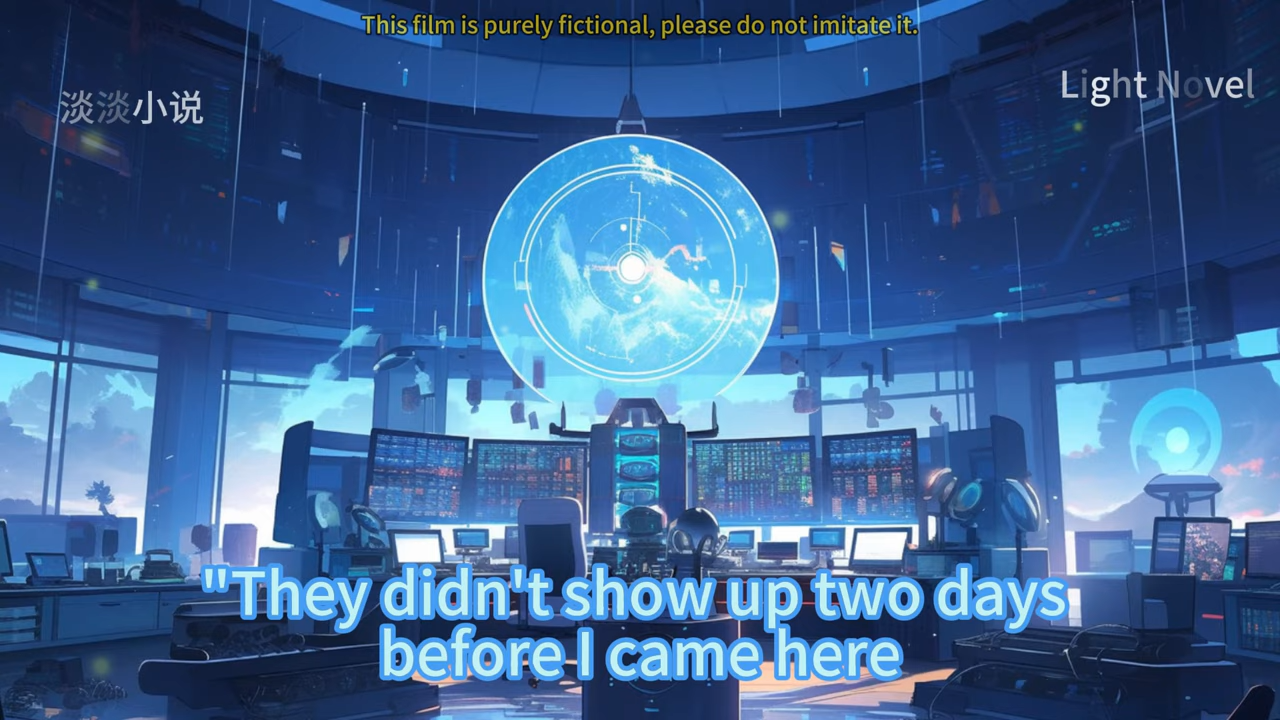 This film is purely fictional, please do not imitate it.
淡淡小说
Light Novel
"They didn't show up two days
before I came here